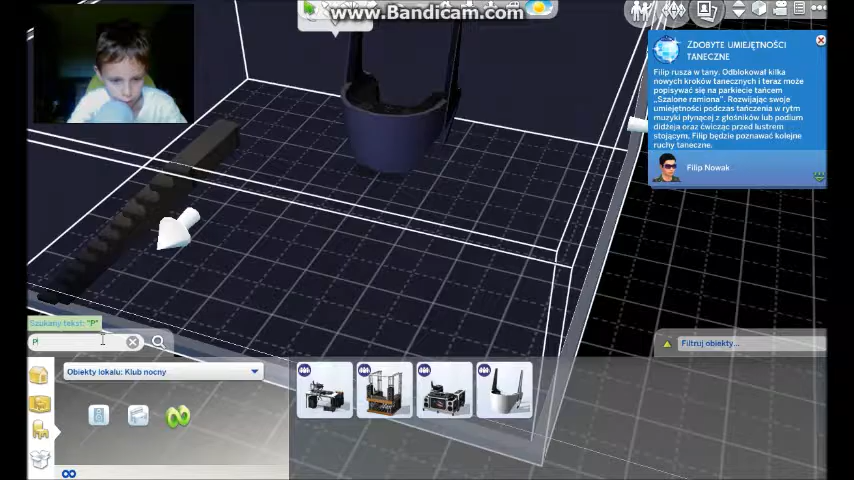 www.Bandicam.com
ZDOBYTE UMIEJĘTNOŚCI
TANECZNE
Filip rusza w tany. Odblokował kilka
nowych kroków tanecznych i teraz może
popisywać się na parkiecie tańcem
„Szalone ramiona”. Rozwijając swoje
umiejętności podczas tańczenia w rytm
muzyki płynącej z głośników lub podium
didżeja oraz ćwicząc przed lustrem
stojącym, Filip będzie poznawać kolejne
ruchy taneczne.
Filip Nowak
Szukany tekst: "P"
P
Filtruj obiekty...
Obiekty lokalu: Klub nocny